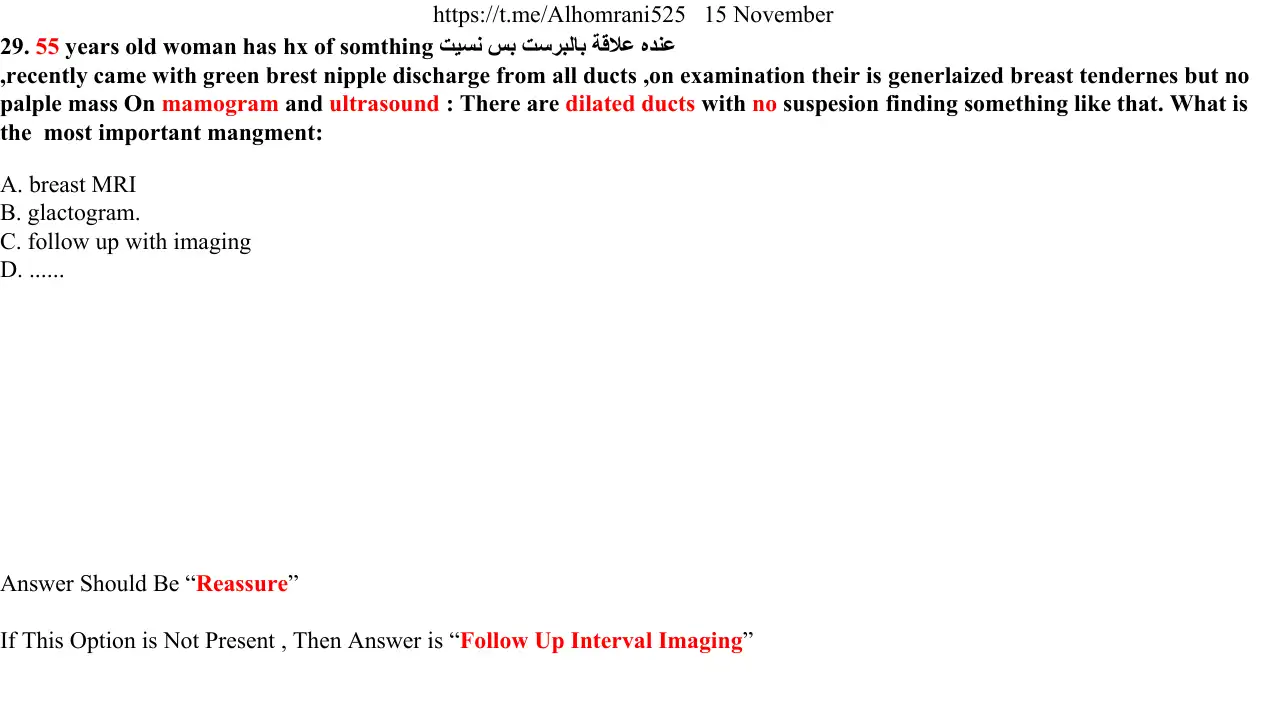 https://t.me/Alhomrani525 15 November
29. 55 years old woman has hx of somthing عنده علاقة بالبرست بس نسيت
,recently came with green brest nipple discharge from all ducts ,on examination their is generlaized breast tendernes but no
palple mass On mamogram and ultrasound : There are dilated ducts with no suspesion finding something like that. What is
the most important mangment:
A. breast MRI
B. glactogram.
C. follow up with imaging
D. ......
Answer Should Be “Reassure”
If This Option is Not Present , Then Answer is “Follow Up Interval Imaging”